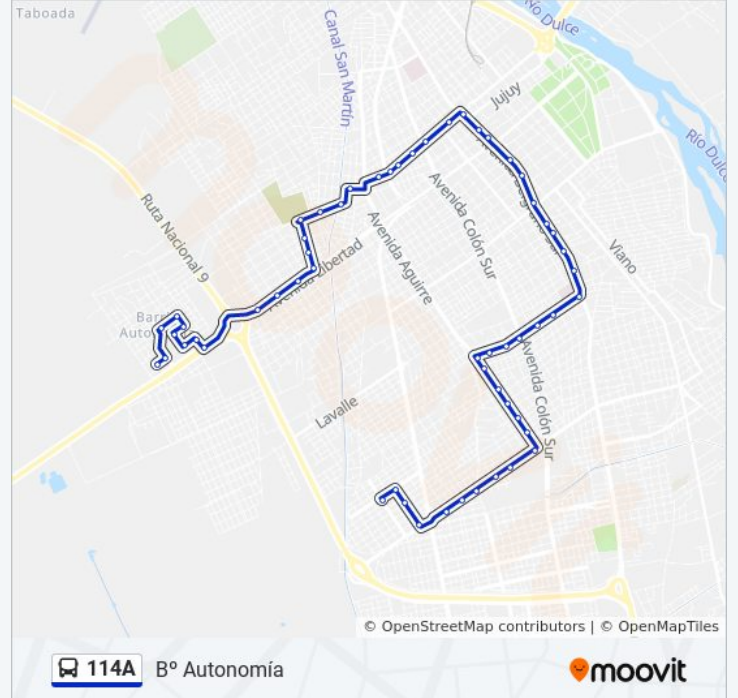 Taboada
Río Dulce
Canal San Martín
Jujuy
Río Dulce
Avenida Colón Sur
Ruta Nacional 9
Avenida Aguirre
Viano
Avenida Libertad
Avenida Colón Sur
Lavalle
© OpenStreetMap contributors | © OpenMapTiles
114A Bº Autonomía
moovit